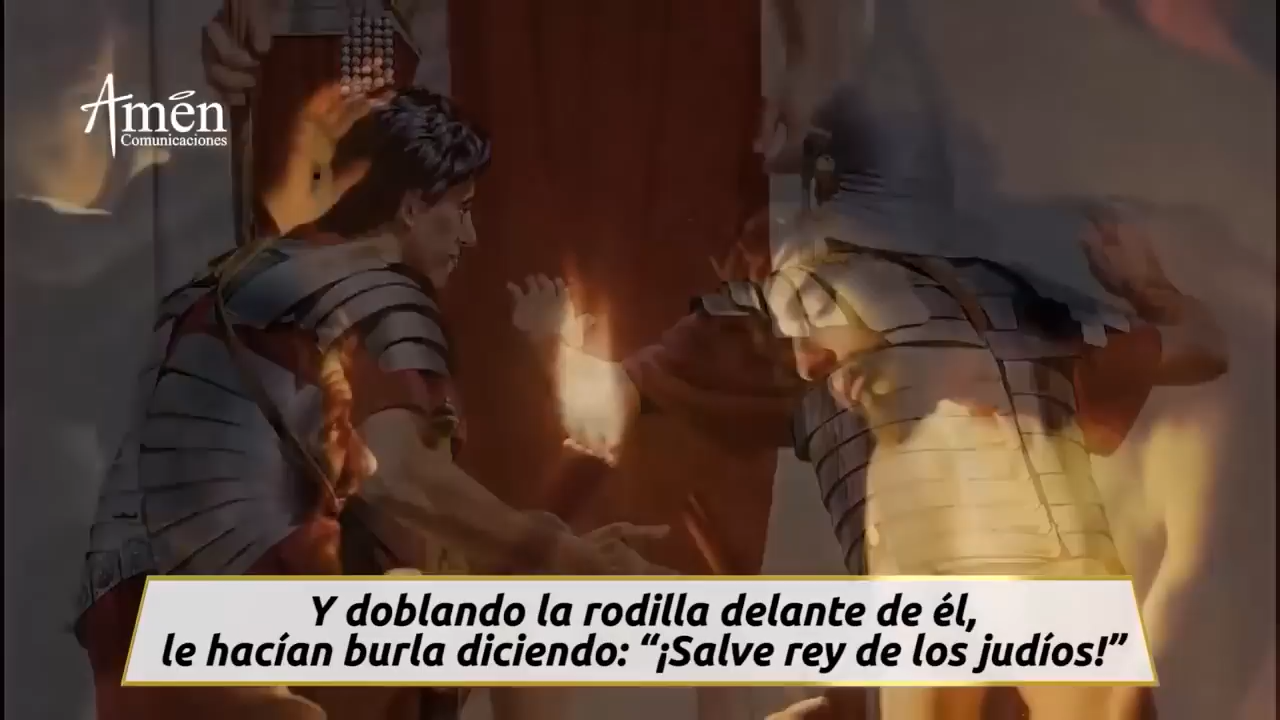 Amén
Comunicaciones
Y doblando la rodilla delante de él,
le hacían burla diciendo: “¡Salve rey de los judíos!”